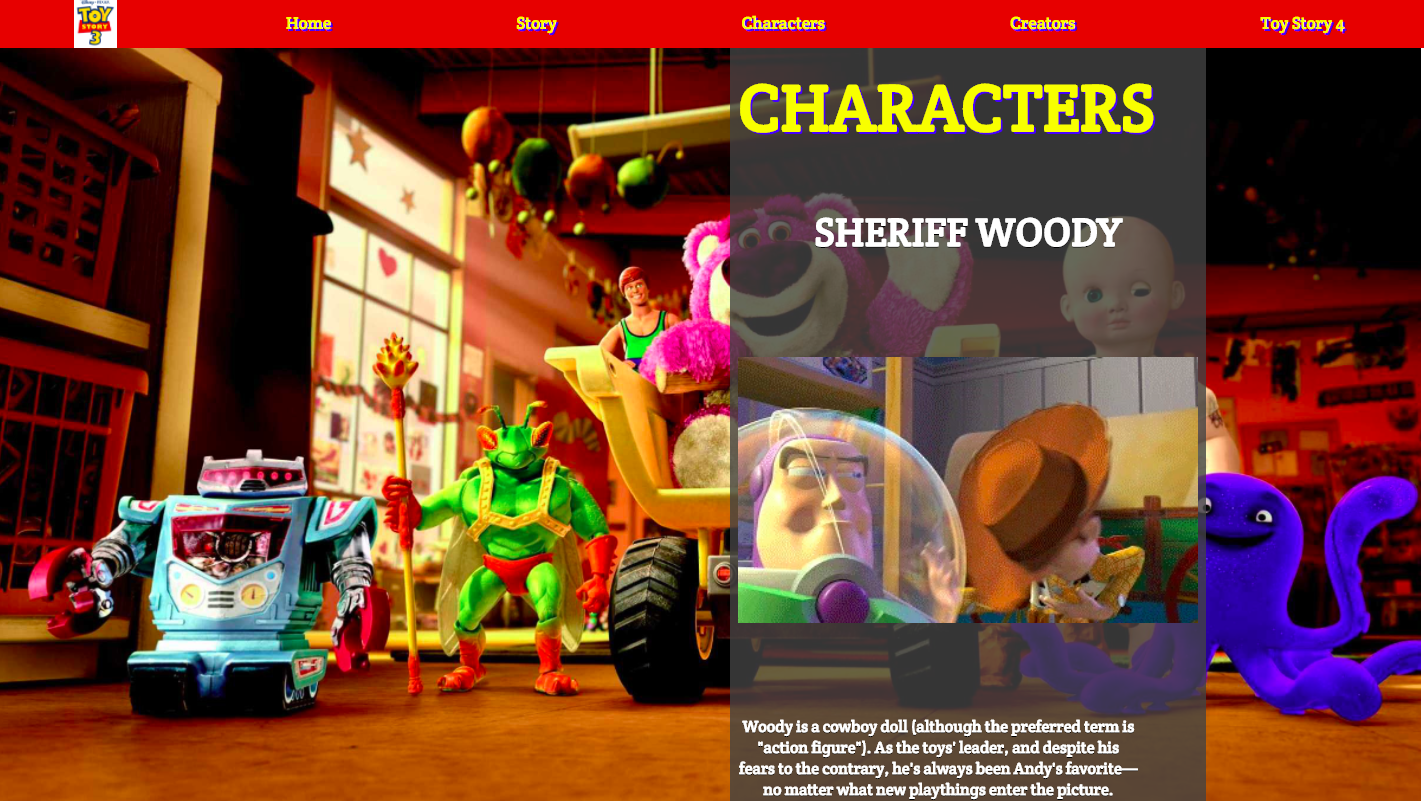 Disney · PIXAR
TOY
STORY
3
Home
Story
Characters
Creators
Toy Story 4
CHARACTERS
SHERIFF WOODY
Woody is a cowboy doll (although the preferred term is
"action figure"). As the toys' leader, and despite his
fears to the contrary, he's always been Andy's favorite—
no matter what new playthings enter the picture.